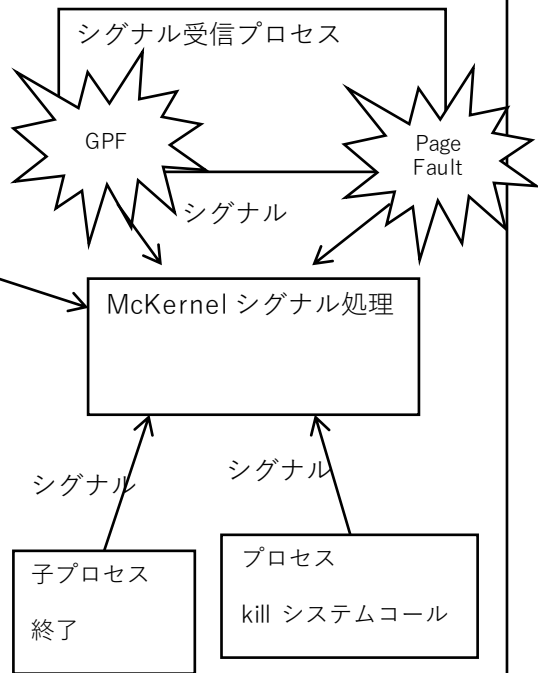 シグナル受信プロセス
GPF
Page
Fault
シグナル
McKernel シグナル処理
シグナル
シグナル
子プロセス
終了
プロセス
kill システムコール